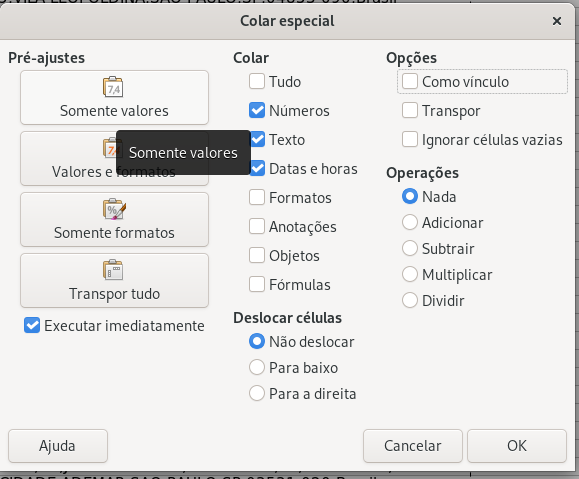 Colar especial
Pré-ajustes
7,4
Somente valores
Valores e formatos
Somente valores
Somente formatos
Transpor tudo
Executar imediatamente
Colar
Tudo
Números
Texto
Datas e horas
Formatos
Anotações
Objetos
Fórmulas
Deslocar células
Não deslocar
Para baixo
Para a direita
Opções
Como vínculo
Transpor
Ignorar células vazias
Operações
Nada
Adicionar
Subtrair
Multiplicar
Dividir
Ajuda
Cancelar
OK